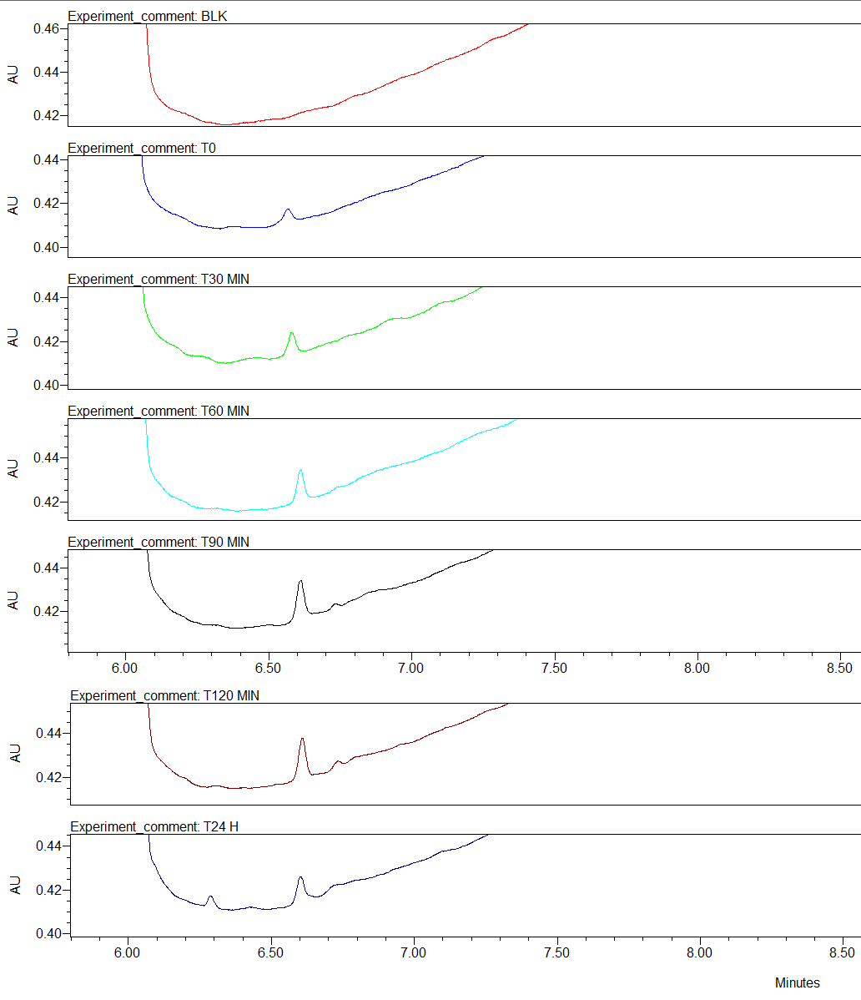 Experiment_comment: BLK
0.46
AU
0.44
0.42
Experiment_comment: T0
0.44
AU
0.42
0.40
Experiment_comment: T30 MIN
0.44
AU
0.42
0.40
Experiment_comment: T60 MIN
AU
0.44
0.42
Experiment_comment: T90 MIN
0.44
AU
0.42
6.00 6.50 7.00 7.50 8.00 8.50
Experiment_comment: T120 MIN
0.44
AU
0.42
Experiment_comment: T24 H
0.44
AU
0.42
0.40
6.00 6.50 7.00 7.50 8.00 8.50
Minutes